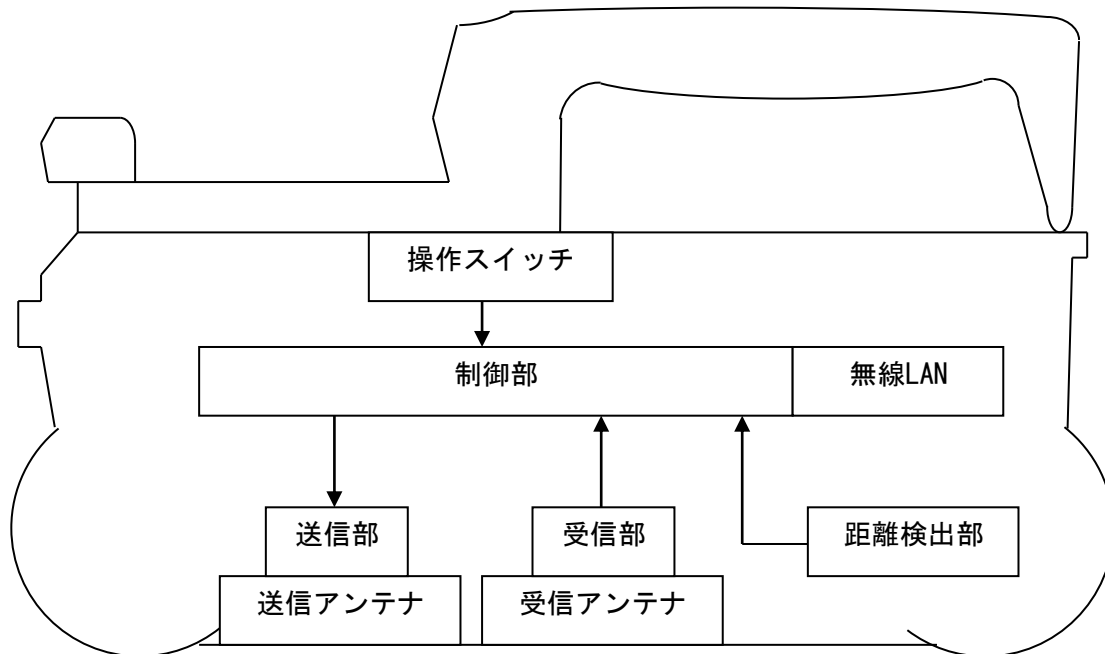 操作スイッチ
制御部
無線LAN
送信部
受信部
距離検出部
送信アンテナ
受信アンテナ